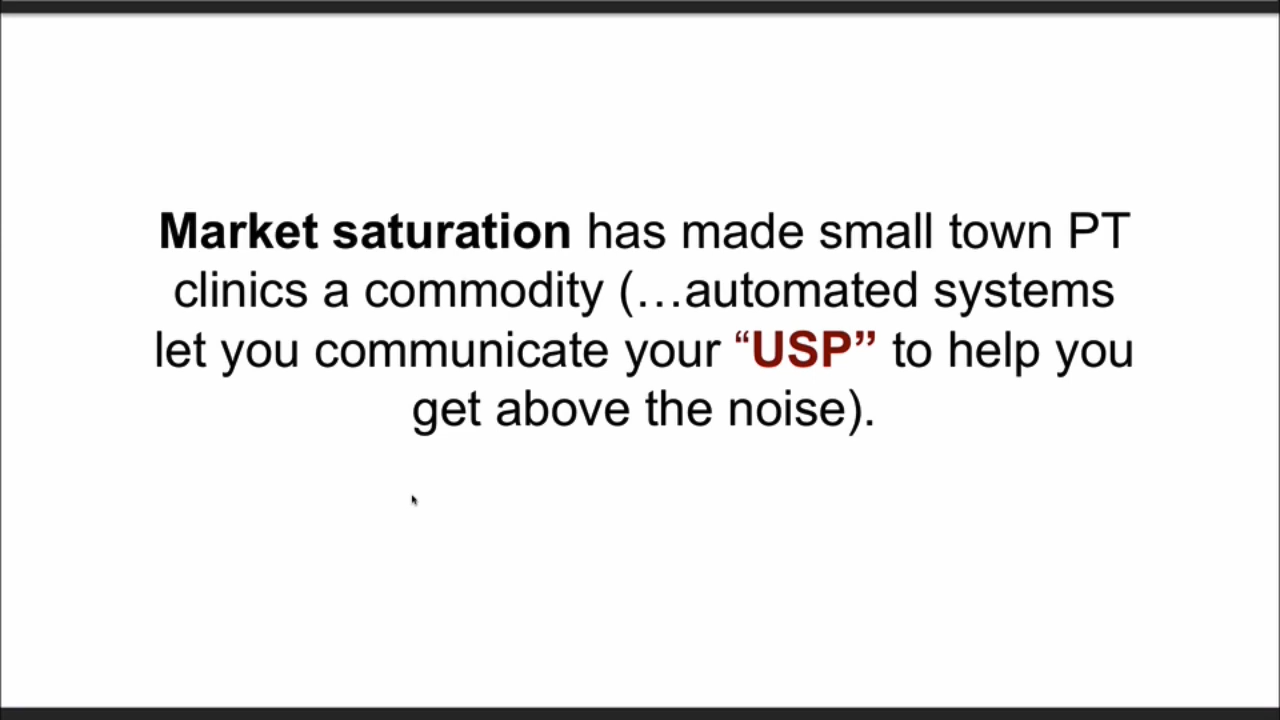 Market saturation has made small town PT
clinics a commodity (…automated systems
let you communicate your “USP” to help you
get above the noise).